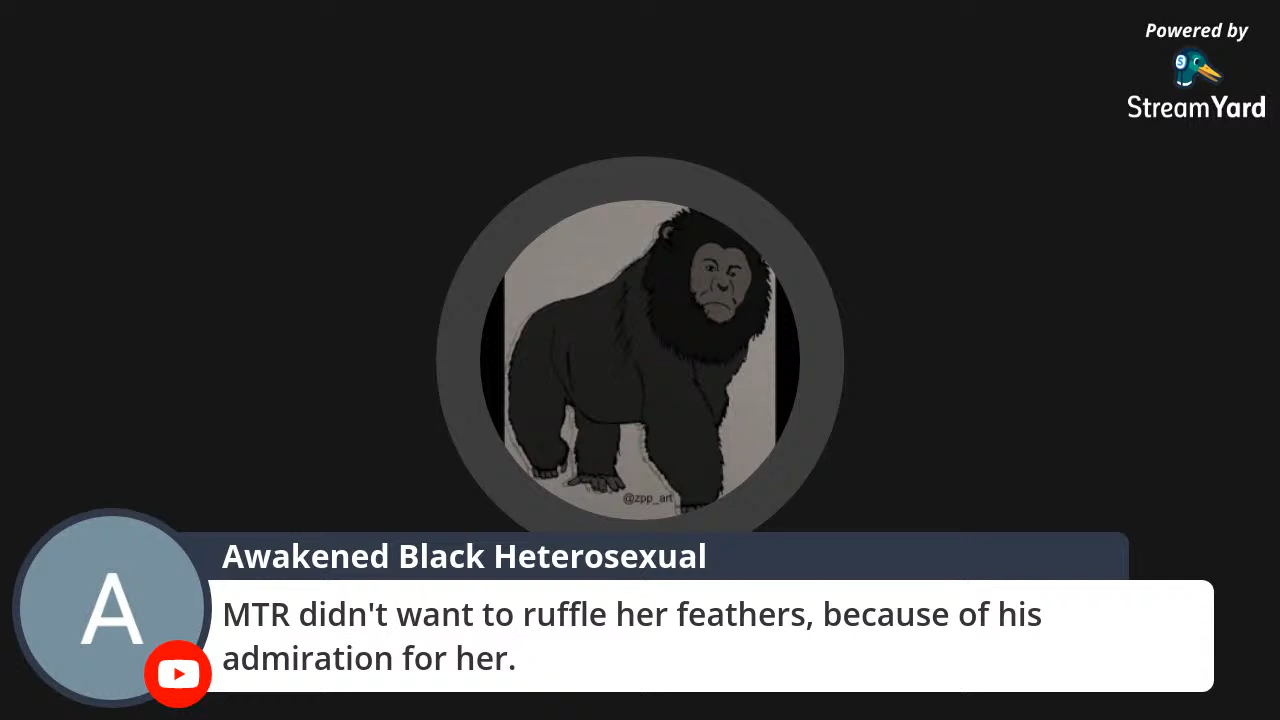 Powered by
StreamYard
@zpp_art
Awakened Black Heterosexual
A
MTR didn't want to ruffle her feathers, because of his
admiration for her.